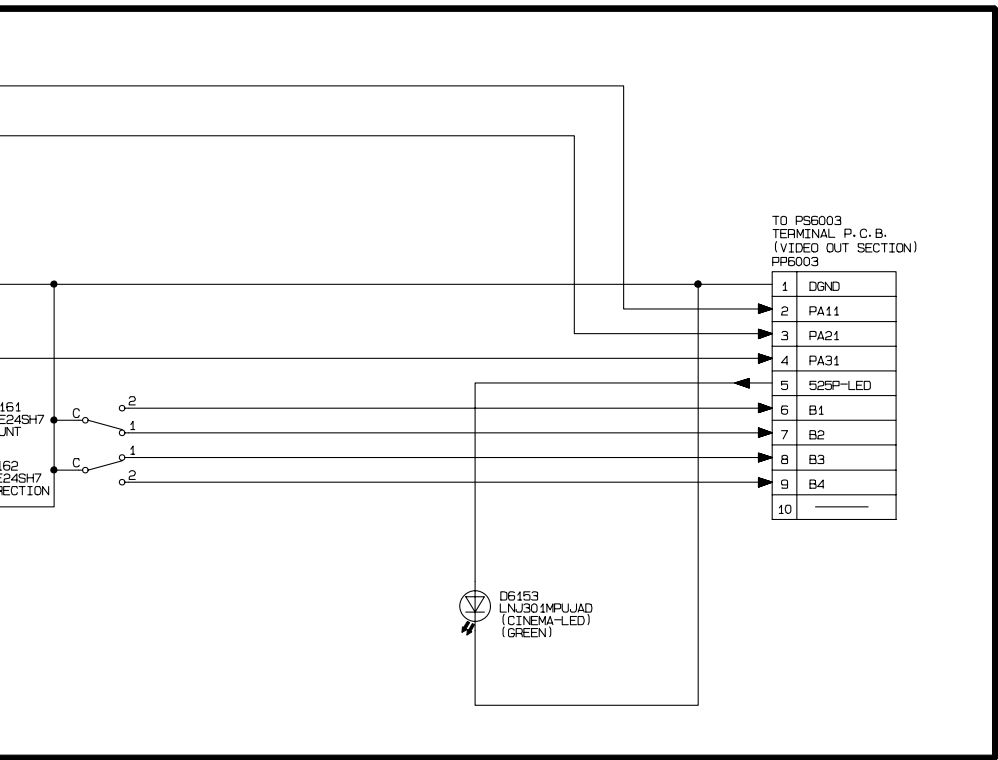 TO PS6003
TERMINAL P.C.B.
(VIDEO OUT SECTION)
PP6003
1 DGND
2 PA11
3 PA21
4 PA31
5 525P-LED
6 B1
7 B2
8 B3
9 B4
10
161
E24SH7
UNT
C
2
1
162
E24SH7
RECTION
C
1
2
D6153
LNJ301MPUJAD
(CINEMA-LED)
(GREEN)